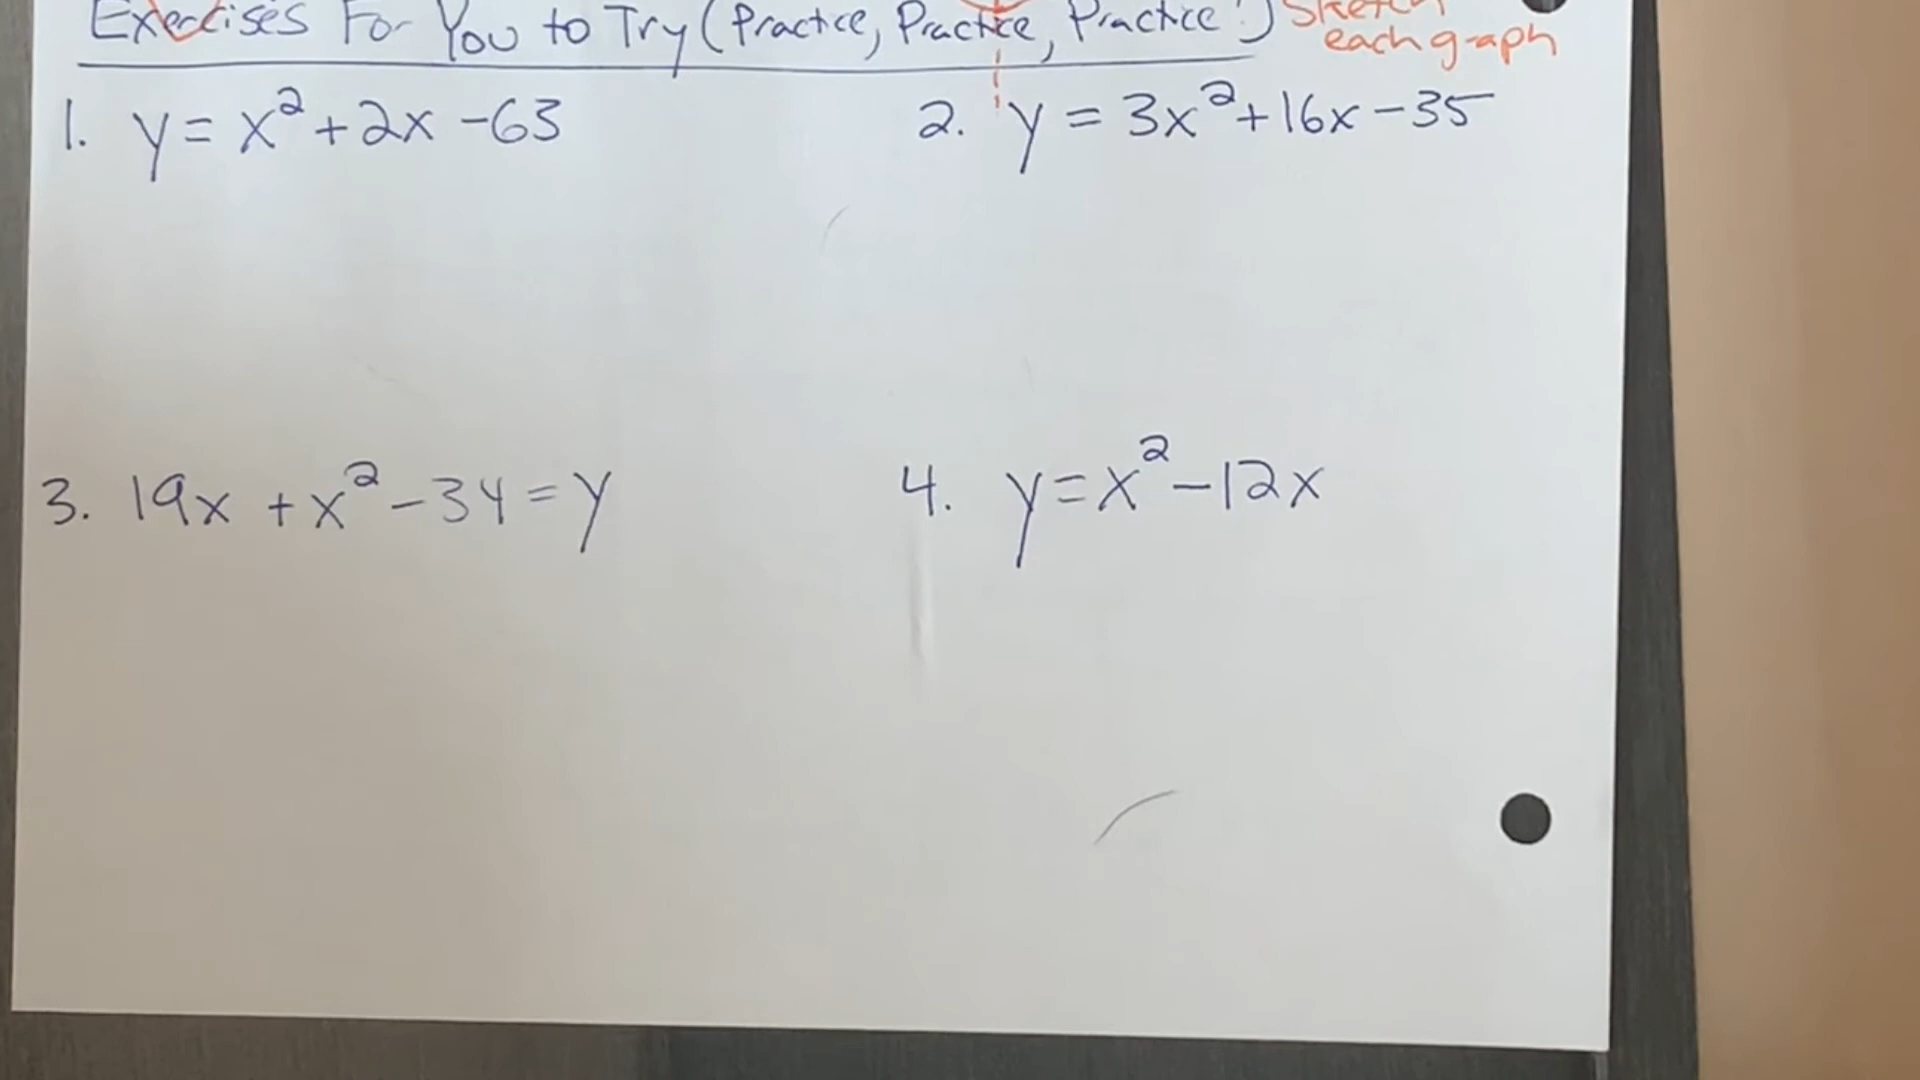 Exercises For You to Try (Practice, Practice, Practice!) Sketch
each graph
1. y = x² + 2x - 63
2. y = 3x² + 16x - 35
3. 19x + x² - 34 = y
4. y = x² - 12x